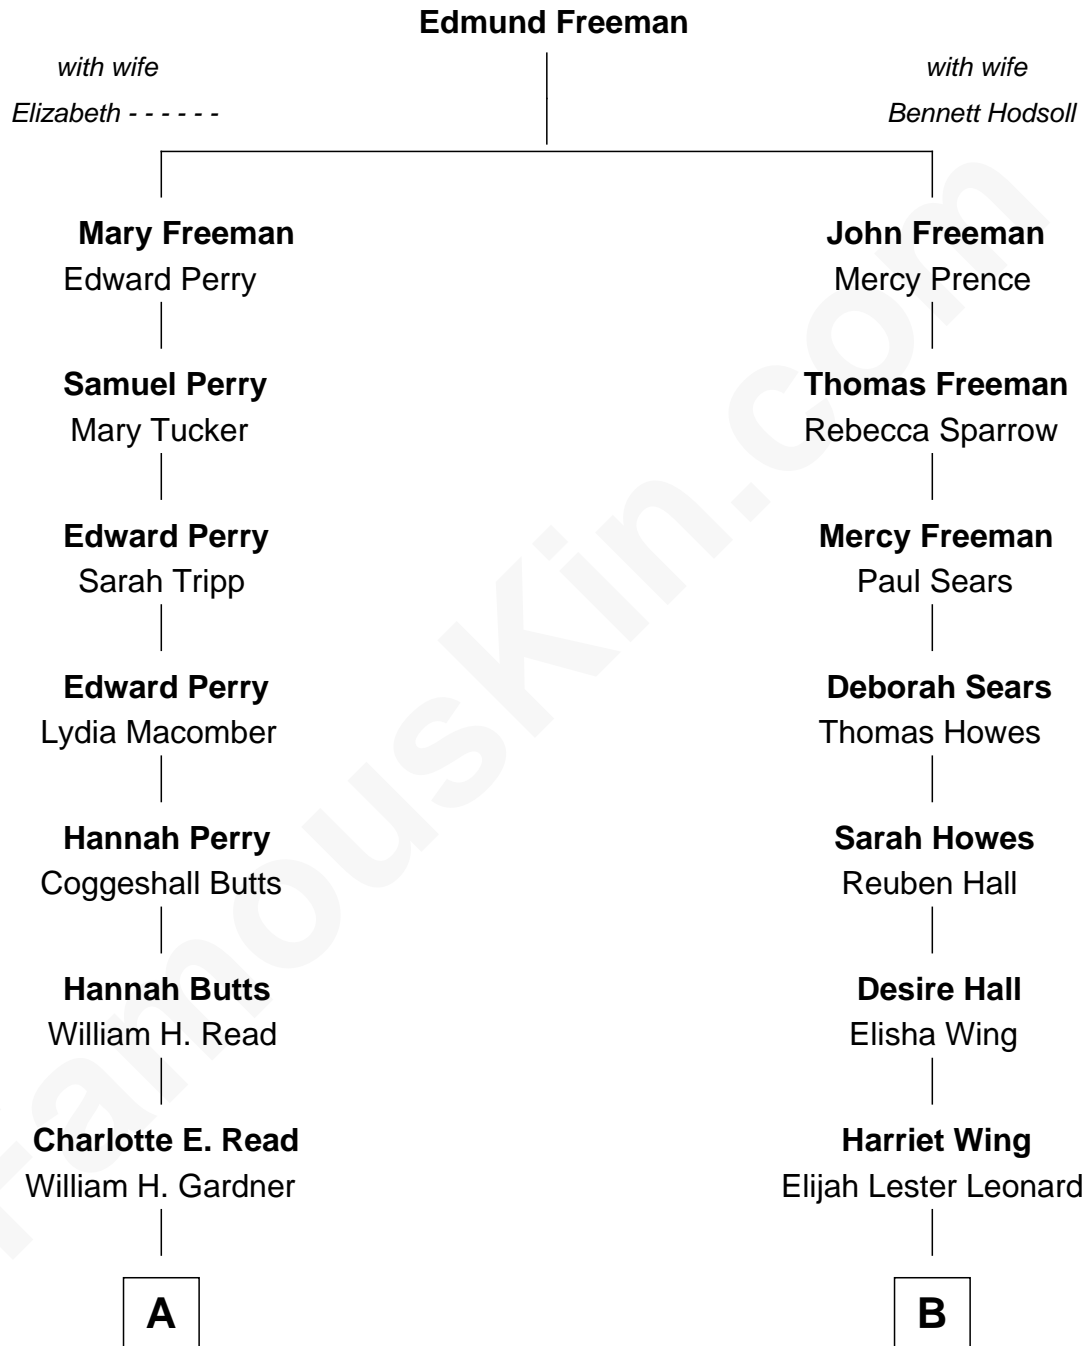 Edmund Freeman
with wife
Elizabeth - - - - - -
with wife
Bennett Hodsoll
Mary Freeman
Edward Perry
John Freeman
Mercy Prence
Samuel Perry
Mary Tucker
Thomas Freeman
Rebecca Sparrow
Edward Perry
Sarah Tripp
Mercy Freeman
Paul Sears
Edward Perry
Lydia Macomber
Deborah Sears
Thomas Howes
Hannah Perry
Coggeshall Butts
Sarah Howes
Reuben Hall
Hannah Butts
William H. Read
Desire Hall
Elisha Wing
Charlotte E. Read
William H. Gardner
Harriet Wing
Elijah Lester Leonard
A
B
FamousKin.com